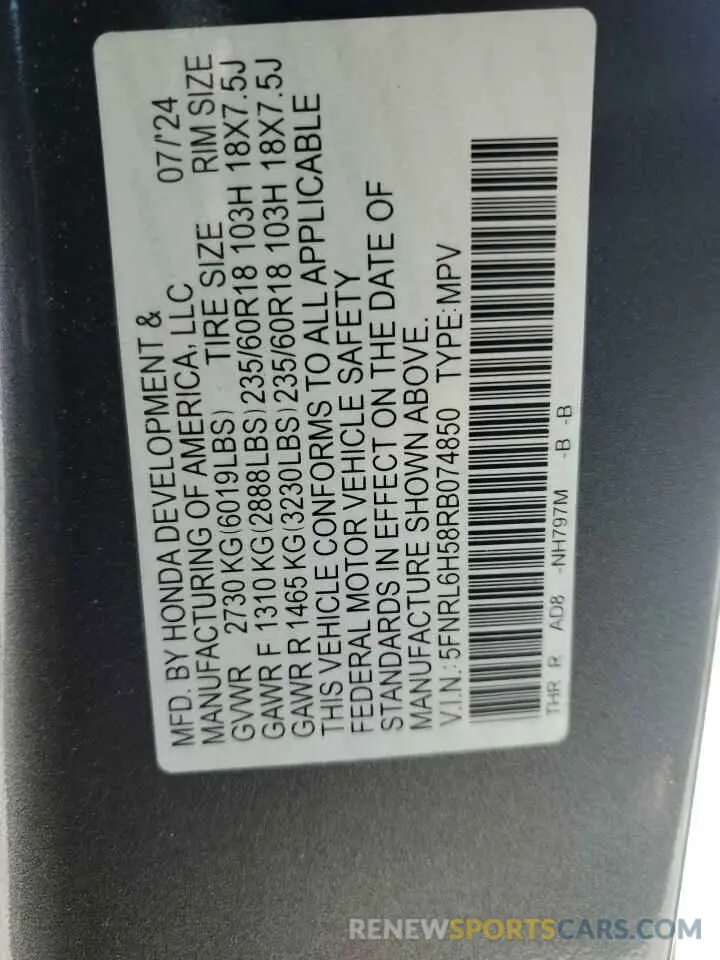 MFD. BY HONDA DEVELOPMENT &
MANUFACTURING OF AMERICA, LLC 07/'24
GVWR 2730 KG(6019LBS) TIRE SIZE RIM SIZE
GAWR F 1310 KG(2888LBS)235/60R18 103H 18X7.5J
GAWR R 1465 KG(3230LBS)235/60R18 103H 18X7.5J
THIS VEHICLE CONFORMS TO ALL APPLICABLE
FEDERAL MOTOR VEHICLE SAFETY
STANDARDS IN EFFECT ON THE DATE OF
MANUFACTURE SHOWN ABOVE.
V.I.N.: 5FNRL6H58RB074850 TYPE:MPV
THR R AD8 -NH797M -B -B
RENEWSPORTSCARS.COM